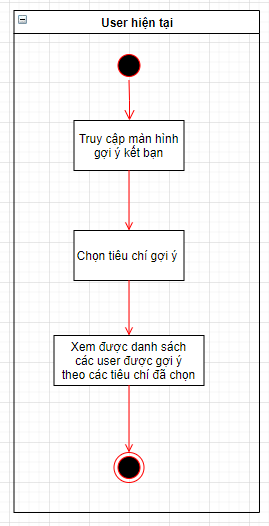 User hiện tại
Truy cập màn hình
gợi ý kết bạn
Chọn tiêu chí gợi ý
Xem được danh sách
các user được gợi ý
theo các tiêu chí đã chọn